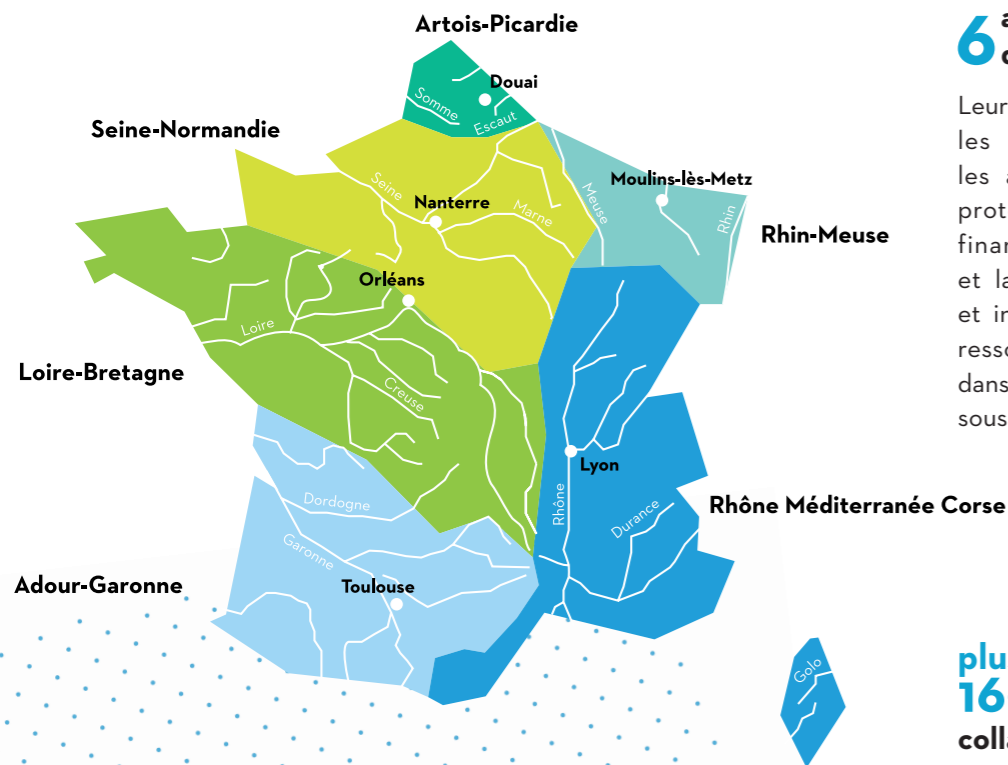 Artois-Picardie
Douai
Somme
Escaut
Seine-Normandie
Seine
Nanterre
Marne
Meuse
Moulins-lès-Metz
Rhin
Rhin-Meuse
Orléans
Loire
Loire-Bretagne
Creuse
Lyon
Rhône
Durance
Rhône Méditerranée Corse
Dordogne
Garonne
Adour-Garonne
Toulouse
Golo
6
Leur
les
les a
prot
finan
et la
et in
resso
dans
sous
plu
16
colla